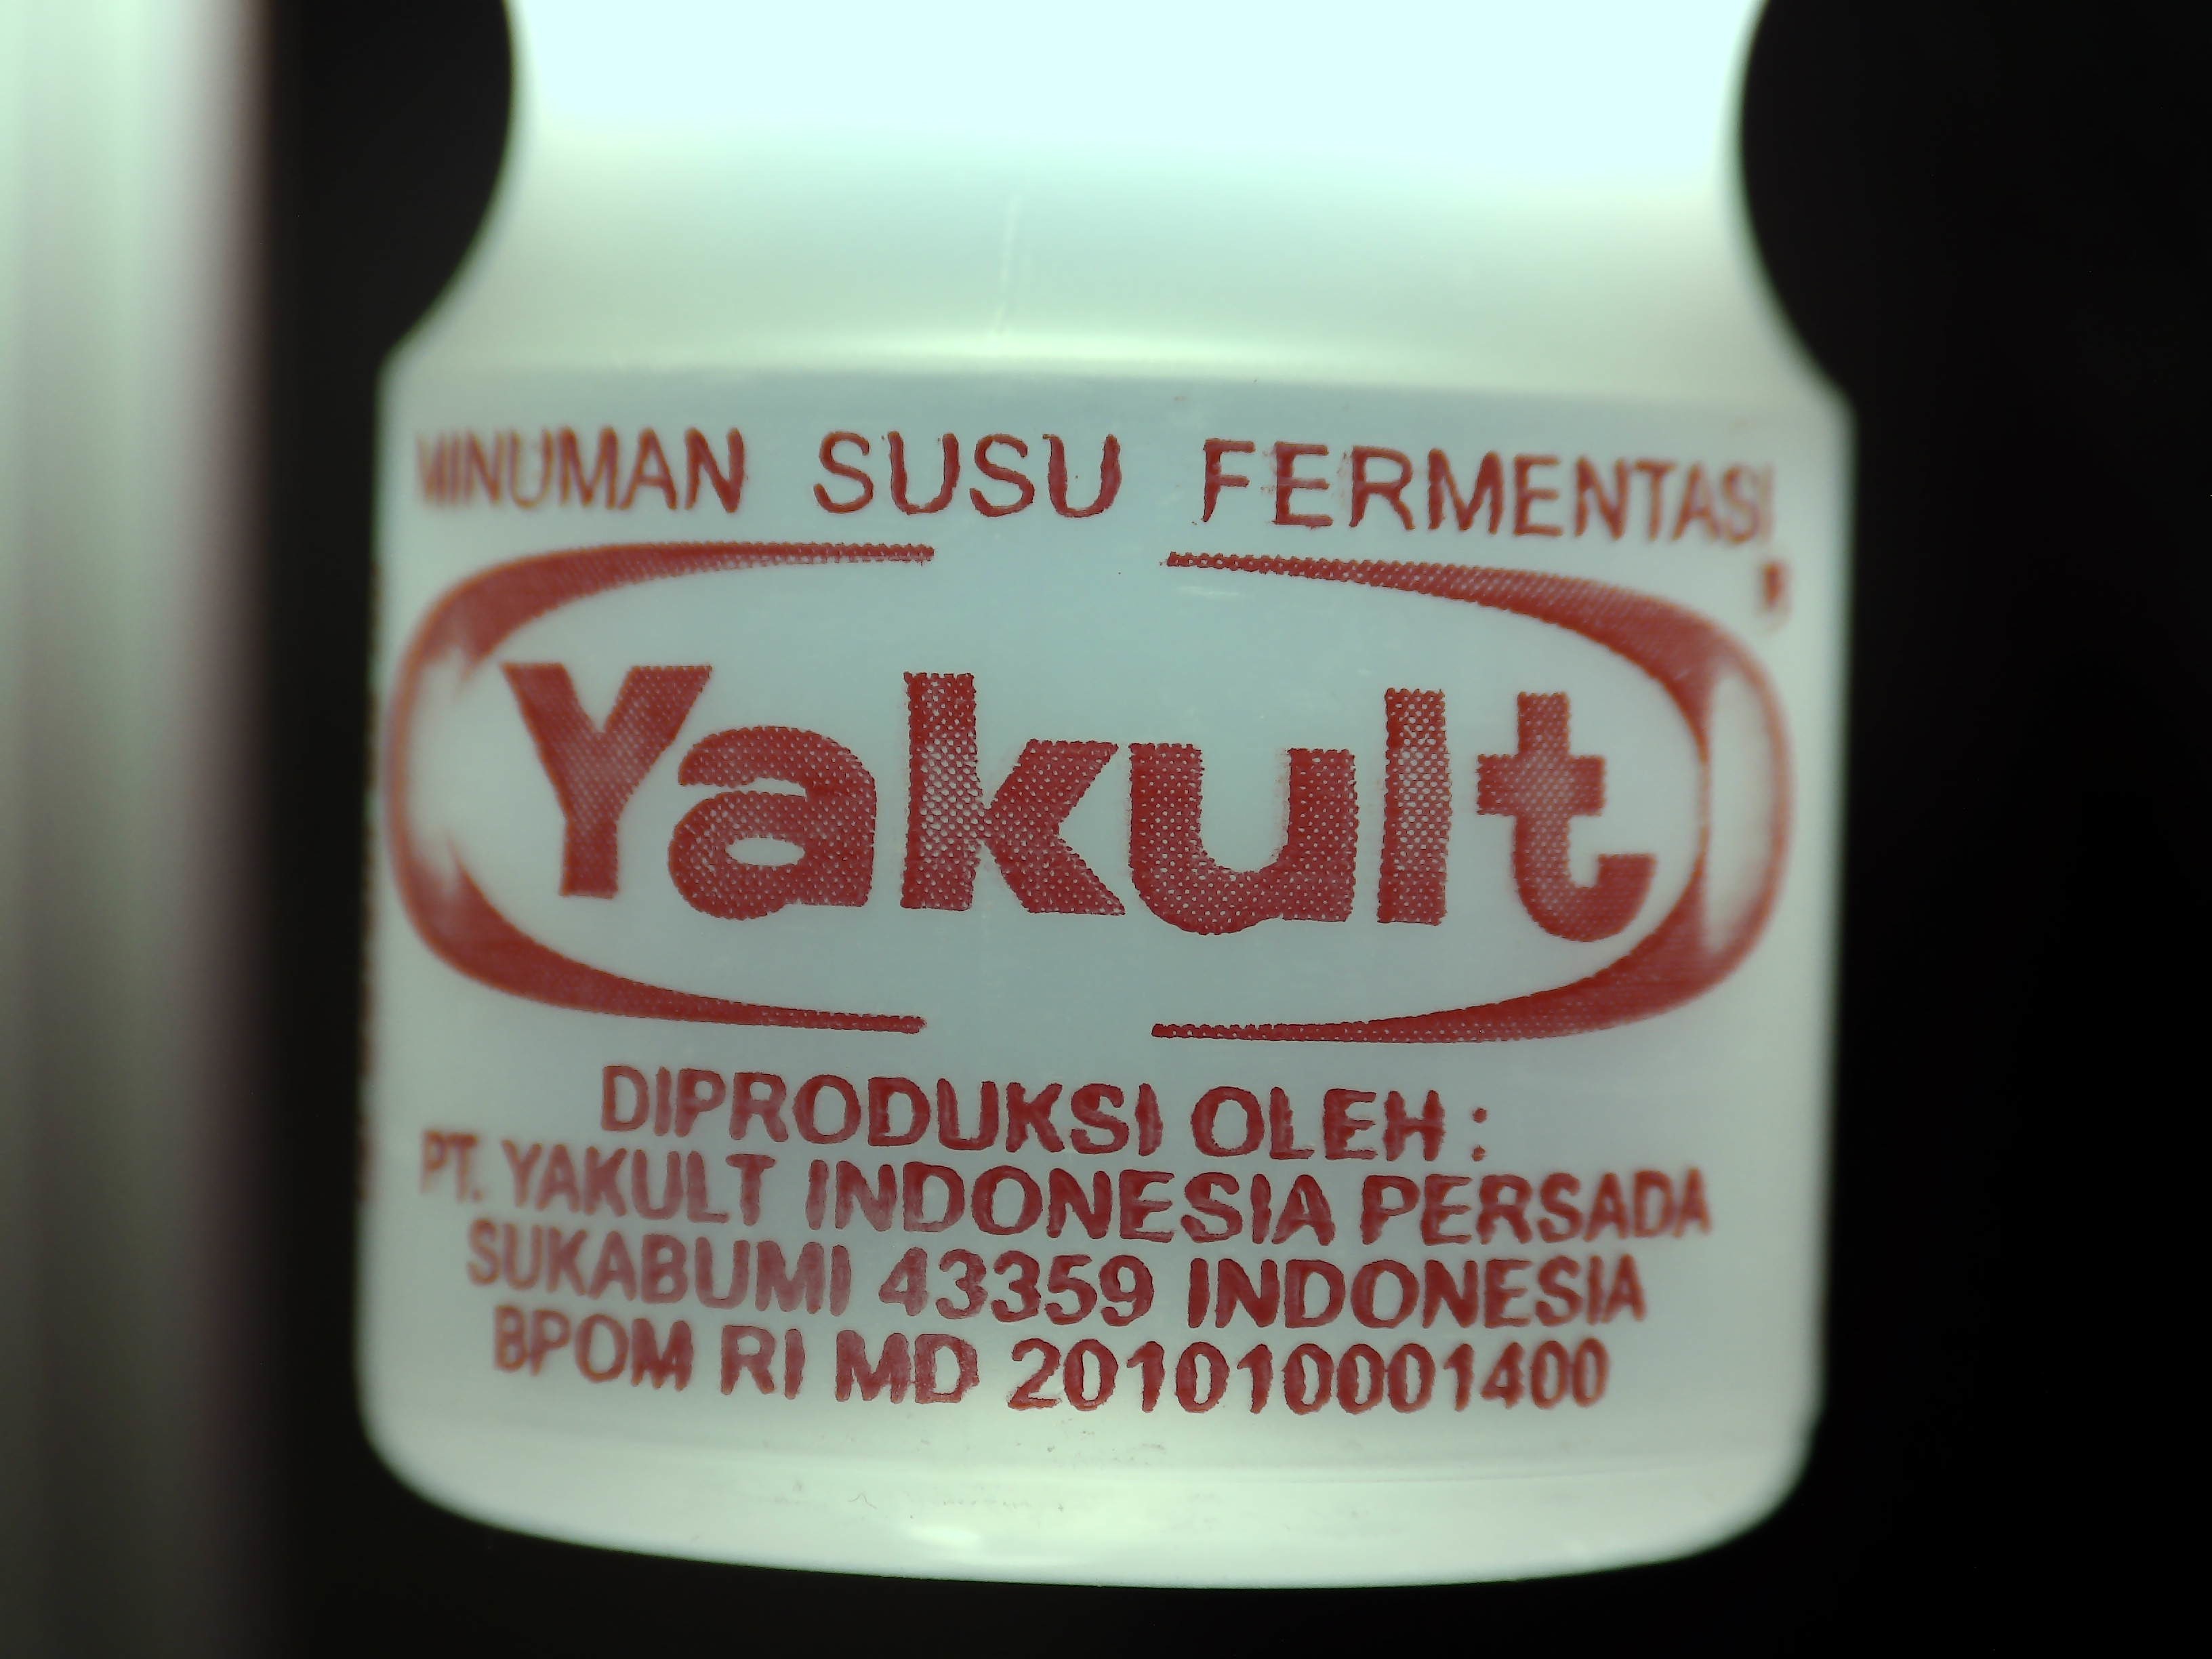 MINUMAN SUSU FERMENTASI
Yakult
DIPRODUKSI OLEH :
PT. YAKULT INDONESIA PERSADA
SUKABUMI 43359 INDONESIA
BPOM RI MD 201010001400